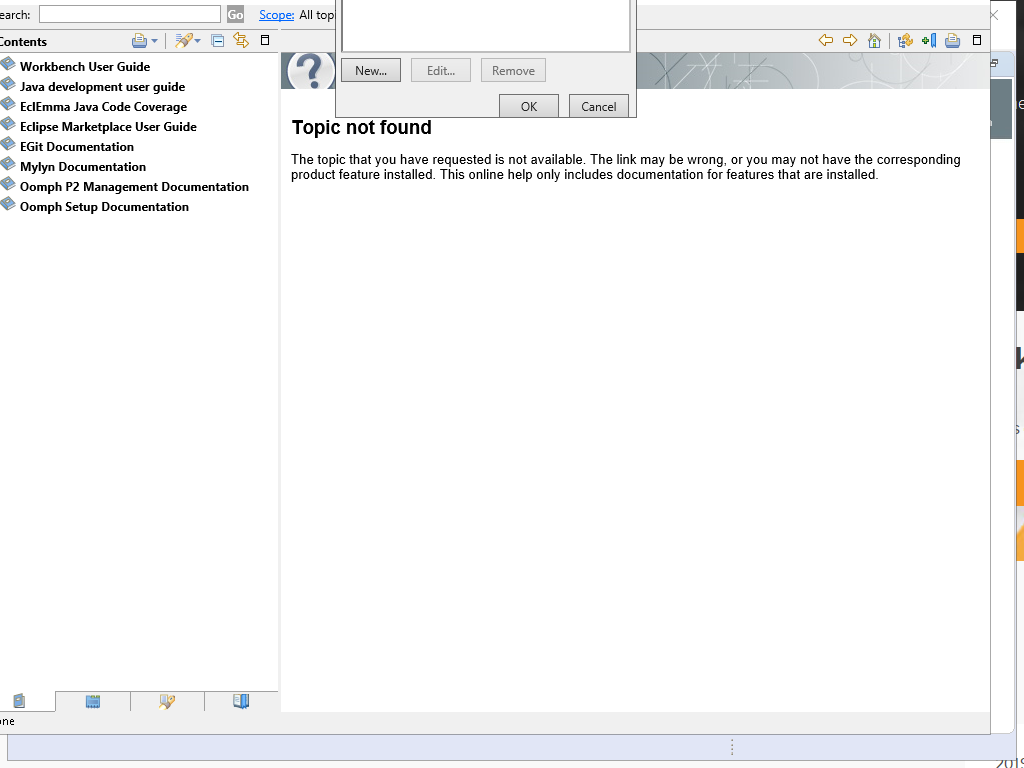 earch:
Go
Scope:
All top
Contents
Workbench User Guide
Java development user guide
EclEmma Java Code Coverage
Eclipse Marketplace User Guide
EGit Documentation
Mylyn Documentation
Oomph P2 Management Documentation
Oomph Setup Documentation
New...
Edit...
Remove
OK
Cancel
Topic not found
The topic that you have requested is not available. The link may be wrong, or you may not have the corresponding
product feature installed. This online help only includes documentation for features that are installed.
one
2019